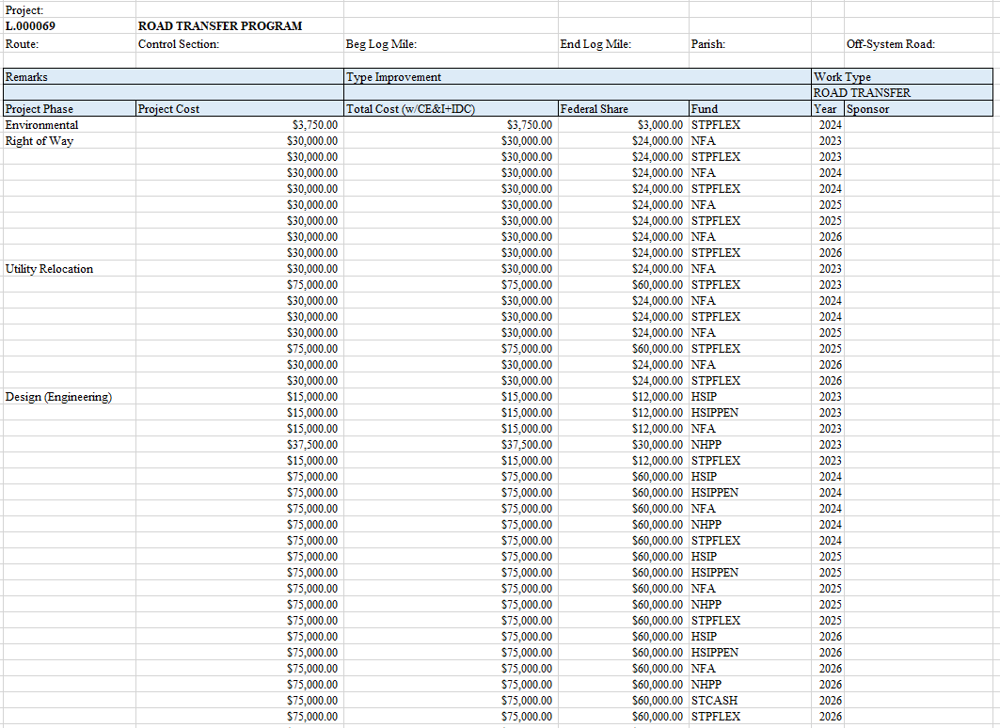 Project:
L.000069 ROAD TRANSFER PROGRAM
Route: Control Section: Beg Log Mile: End Log Mile: Parish: Off-System Road:
Remarks Type Improvement Work Type
ROAD TRANSFER
Project Phase Project Cost Total Cost (w/CE&I+IDC) Federal Share Fund Year Sponsor
Environmental $3,750.00 $3,750.00 $3,000.00 STPFLEX 2024
Right of Way $30,000.00 $30,000.00 $24,000.00 NFA 2023
$30,000.00 $30,000.00 $24,000.00 STPFLEX 2023
$30,000.00 $30,000.00 $24,000.00 NFA 2024
$30,000.00 $30,000.00 $24,000.00 STPFLEX 2024
$30,000.00 $30,000.00 $24,000.00 NFA 2025
$30,000.00 $30,000.00 $24,000.00 STPFLEX 2025
$30,000.00 $30,000.00 $24,000.00 NFA 2026
$30,000.00 $30,000.00 $24,000.00 STPFLEX 2026
Utility Relocation $30,000.00 $30,000.00 $24,000.00 NFA 2023
$75,000.00 $75,000.00 $60,000.00 STPFLEX 2023
$30,000.00 $30,000.00 $24,000.00 NFA 2024
$30,000.00 $30,000.00 $24,000.00 STPFLEX 2024
$30,000.00 $30,000.00 $24,000.00 NFA 2025
$75,000.00 $75,000.00 $60,000.00 STPFLEX 2025
$30,000.00 $30,000.00 $24,000.00 NFA 2026
$30,000.00 $30,000.00 $24,000.00 STPFLEX 2026
Design (Engineering) $15,000.00 $15,000.00 $12,000.00 HSIP 2023
$15,000.00 $15,000.00 $12,000.00 HSIPPEN 2023
$15,000.00 $15,000.00 $12,000.00 NFA 2023
$37,500.00 $37,500.00 $30,000.00 NHPP 2023
$15,000.00 $15,000.00 $12,000.00 STPFLEX 2023
$75,000.00 $75,000.00 $60,000.00 HSIP 2024
$75,000.00 $75,000.00 $60,000.00 HSIPPEN 2024
$75,000.00 $75,000.00 $60,000.00 NFA 2024
$75,000.00 $75,000.00 $60,000.00 NHPP 2024
$75,000.00 $75,000.00 $60,000.00 STPFLEX 2024
$75,000.00 $75,000.00 $60,000.00 HSIP 2025
$75,000.00 $75,000.00 $60,000.00 HSIPPEN 2025
$75,000.00 $75,000.00 $60,000.00 NFA 2025
$75,000.00 $75,000.00 $60,000.00 NHPP 2025
$75,000.00 $75,000.00 $60,000.00 STPFLEX 2025
$75,000.00 $75,000.00 $60,000.00 HSIP 2026
$75,000.00 $75,000.00 $60,000.00 HSIPPEN 2026
$75,000.00 $75,000.00 $60,000.00 NFA 2026
$75,000.00 $75,000.00 $60,000.00 NHPP 2026
$75,000.00 $75,000.00 $60,000.00 STCASH 2026
$75,000.00 $75,000.00 $60,000.00 STPFLEX 2026